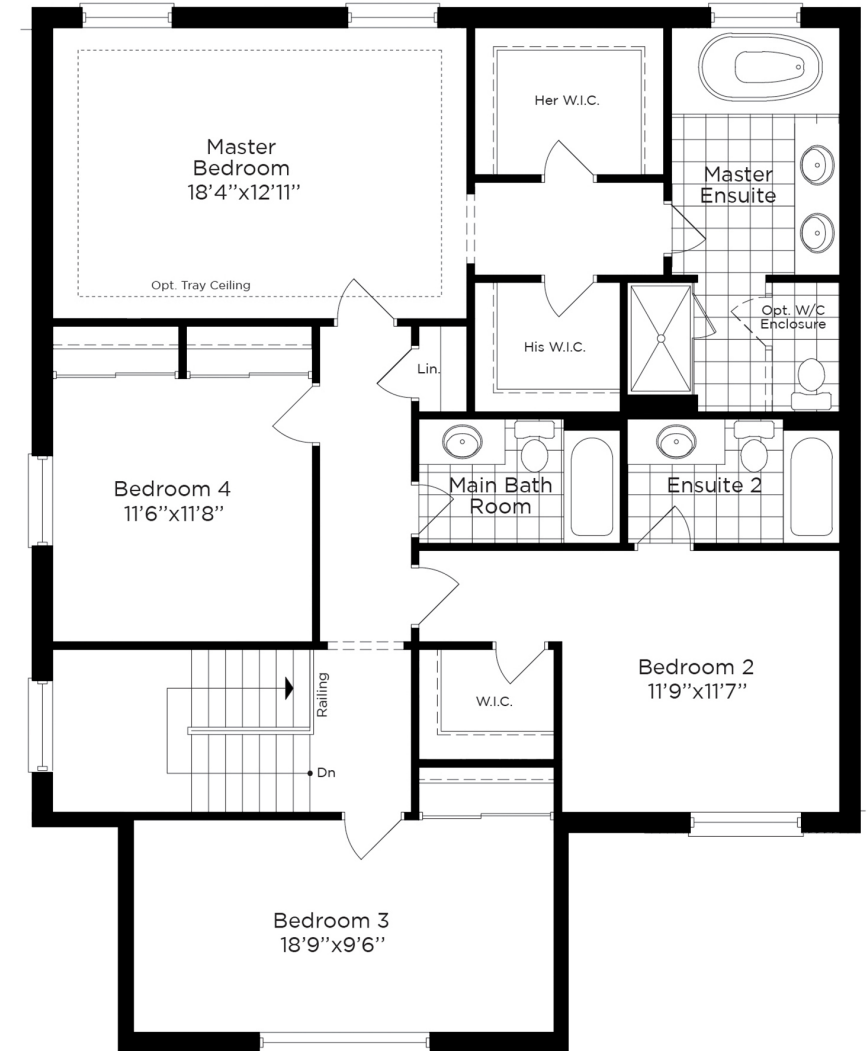 Her W.I.C.
Master
Bedroom
18'4"x12'11"
Master
Ensuite
Opt. Tray Ceiling
Opt. W/C
Enclosure
His W.I.C.
Lin.
Bedroom 4
11'6"x11'8"
Main Bath
Room
Ensuite 2
Bedroom 2
11'9"x11'7"
Railing
W.I.C.
Dn
Bedroom 3
18'9"x9'6"